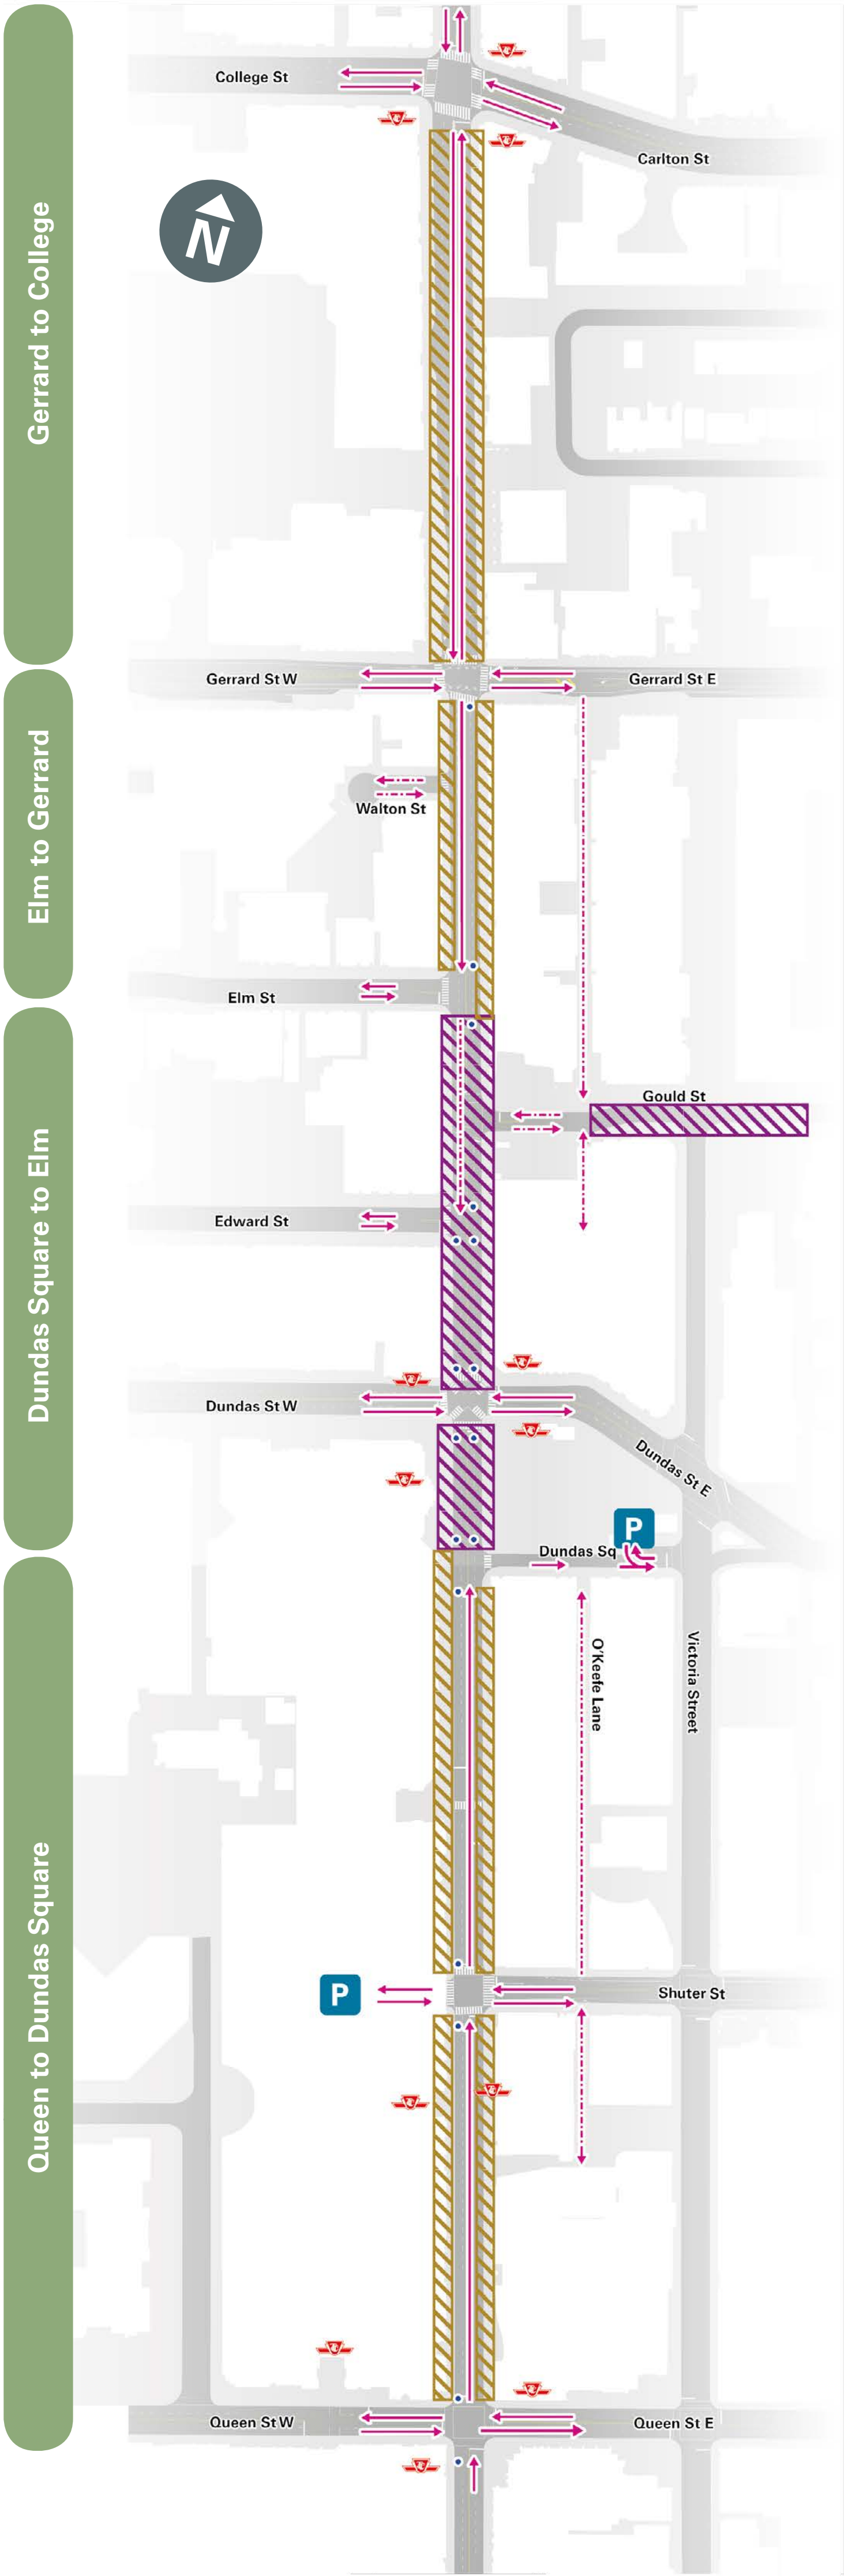 College St
Carlton St
N
Gerrard to College
Gerrard St W
Gerrard St E
Walton St
Elm to Gerrard
Elm St
Gould St
Edward St
Dundas Square to Elm
Dundas St W
Dundas St E
P
Dundas Sq
O'Keefe Lane
Victoria Street
P
Shuter St
Queen to Dundas Square
Queen St W
Queen St E